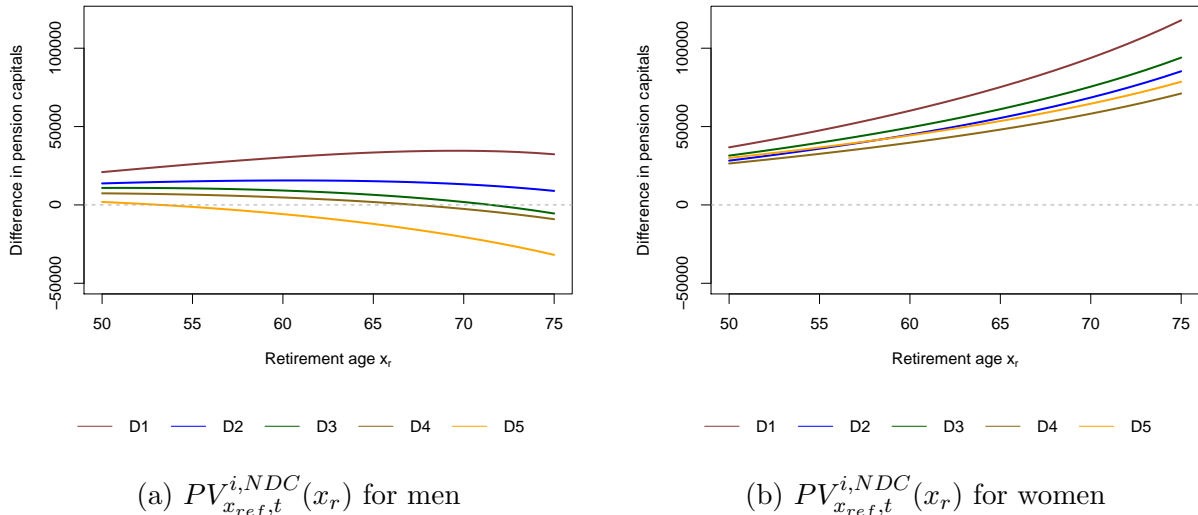 Difference in pension capitals
100000
50000
0
−50000
50 55 60 65 70 75
Retirement age xᵣ
D1 D2 D3 D4 D5
(a) PV^{i,NDC}_{x_{ref},t}(x_r) for men
Difference in pension capitals
100000
50000
0
−50000
50 55 60 65 70 75
Retirement age xᵣ
D1 D2 D3 D4 D5
(b) PV^{i,NDC}_{x_{ref},t}(x_r) for women